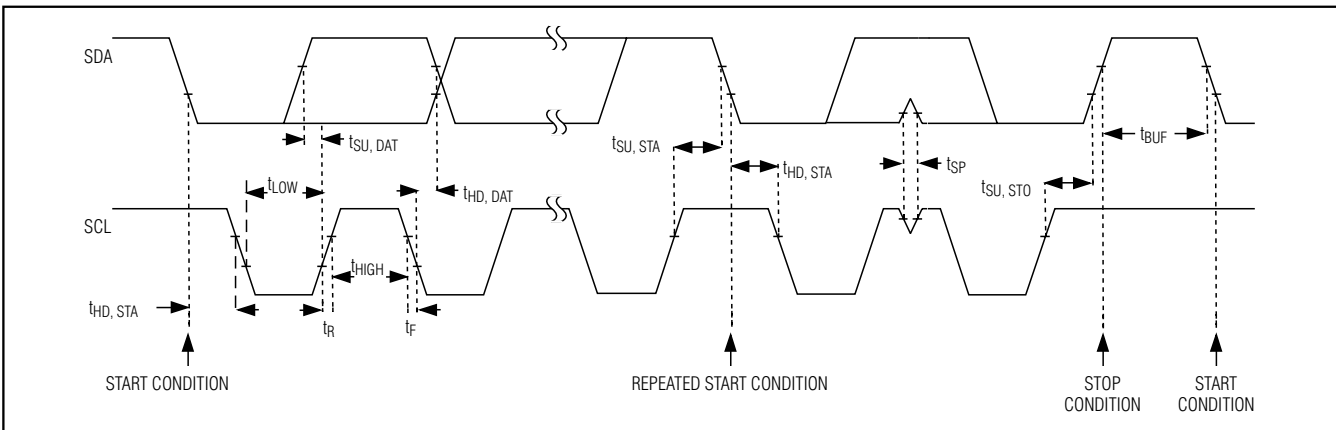 SDA
tSU, DAT
tSU, STA
tHD, STA
tSP
tBUF
tLOW
tHD, DAT
tSU, STO
SCL
tHIGH
tHD, STA
tR
tF
START CONDITION
REPEATED START CONDITION
STOP
CONDITION
START
CONDITION